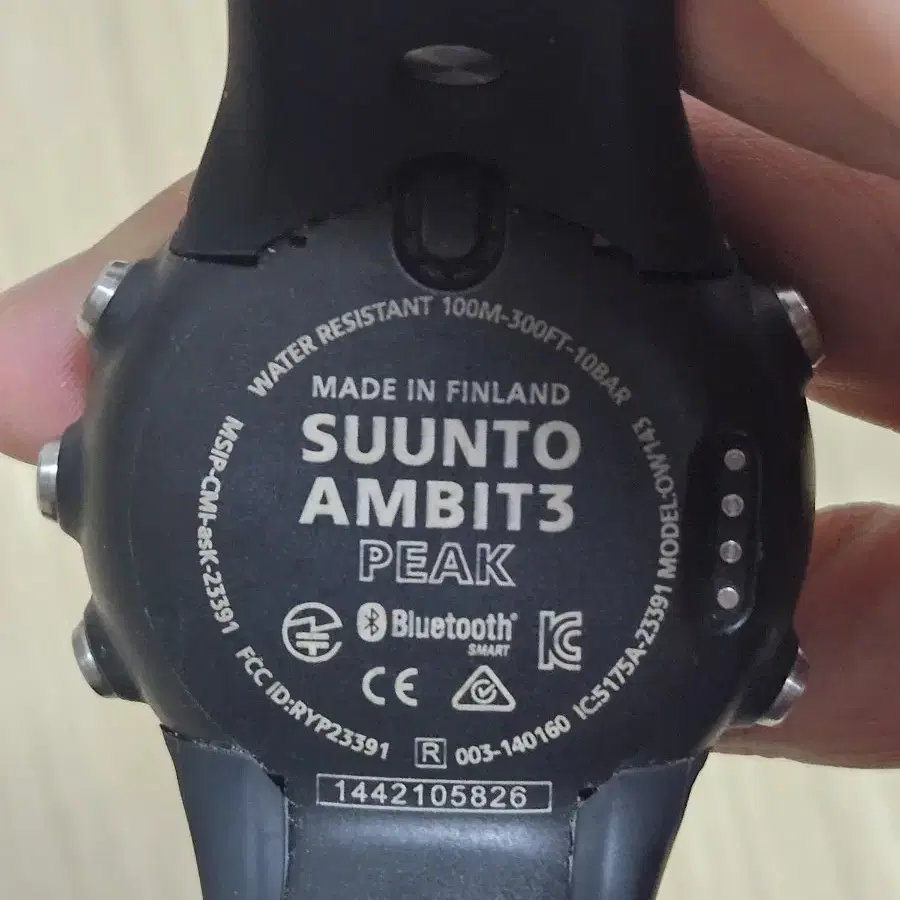 WATER RESISTANT 100M-300FT-10BAR
MADE IN FINLAND
SUUNTO
AMBIT3
PEAK
Bluetooth®
SMART
CE
MSIP-CMI-asK-23391
FCC ID:RYP23391
R 003-140160
IC:5175A-23391 MODEL:OW143
1442105826